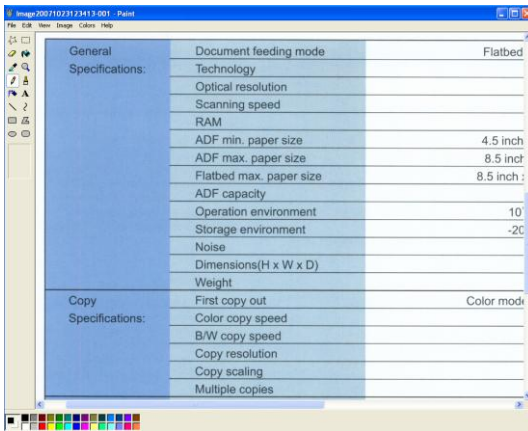 Image20071023123413-001 - Paint
File Edit View Image Colors Help
General Document feeding mode Flatbed
Specifications: Technology
Optical resolution
Scanning speed
RAM
ADF min. paper size 4.5 inch
ADF max. paper size 8.5 inch
Flatbed max. paper size 8.5 inch
ADF capacity
Operation environment 10
Storage environment -20
Noise
Dimensions(H x W x D)
Weight
Copy First copy out Color mode
Specifications: Color copy speed
B/W copy speed
Copy resolution
Copy scaling
Multiple copies